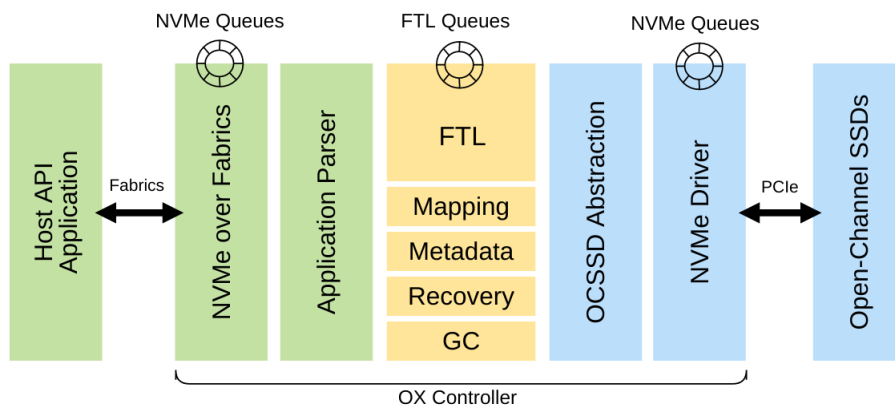 NVMe Queues
FTL Queues
NVMe Queues
Host API
Application
Fabrics
NVMe over Fabrics
Application Parser
FTL
Mapping
Metadata
Recovery
GC
OCSSD Abstraction
NVMe Driver
PCIe
Open-Channel SSDs
OX Controller